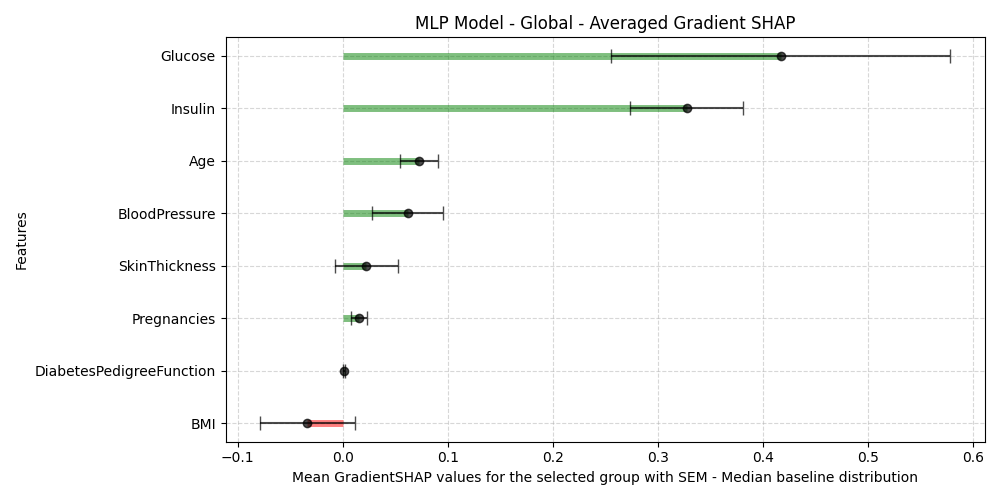 MLP Model - Global - Averaged Gradient SHAP
Features
Glucose
Insulin
Age
BloodPressure
SkinThickness
Pregnancies
DiabetesPedigreeFunction
BMI
−0.1 0.0 0.1 0.2 0.3 0.4 0.5 0.6
Mean GradientSHAP values for the selected group with SEM - Median baseline distribution